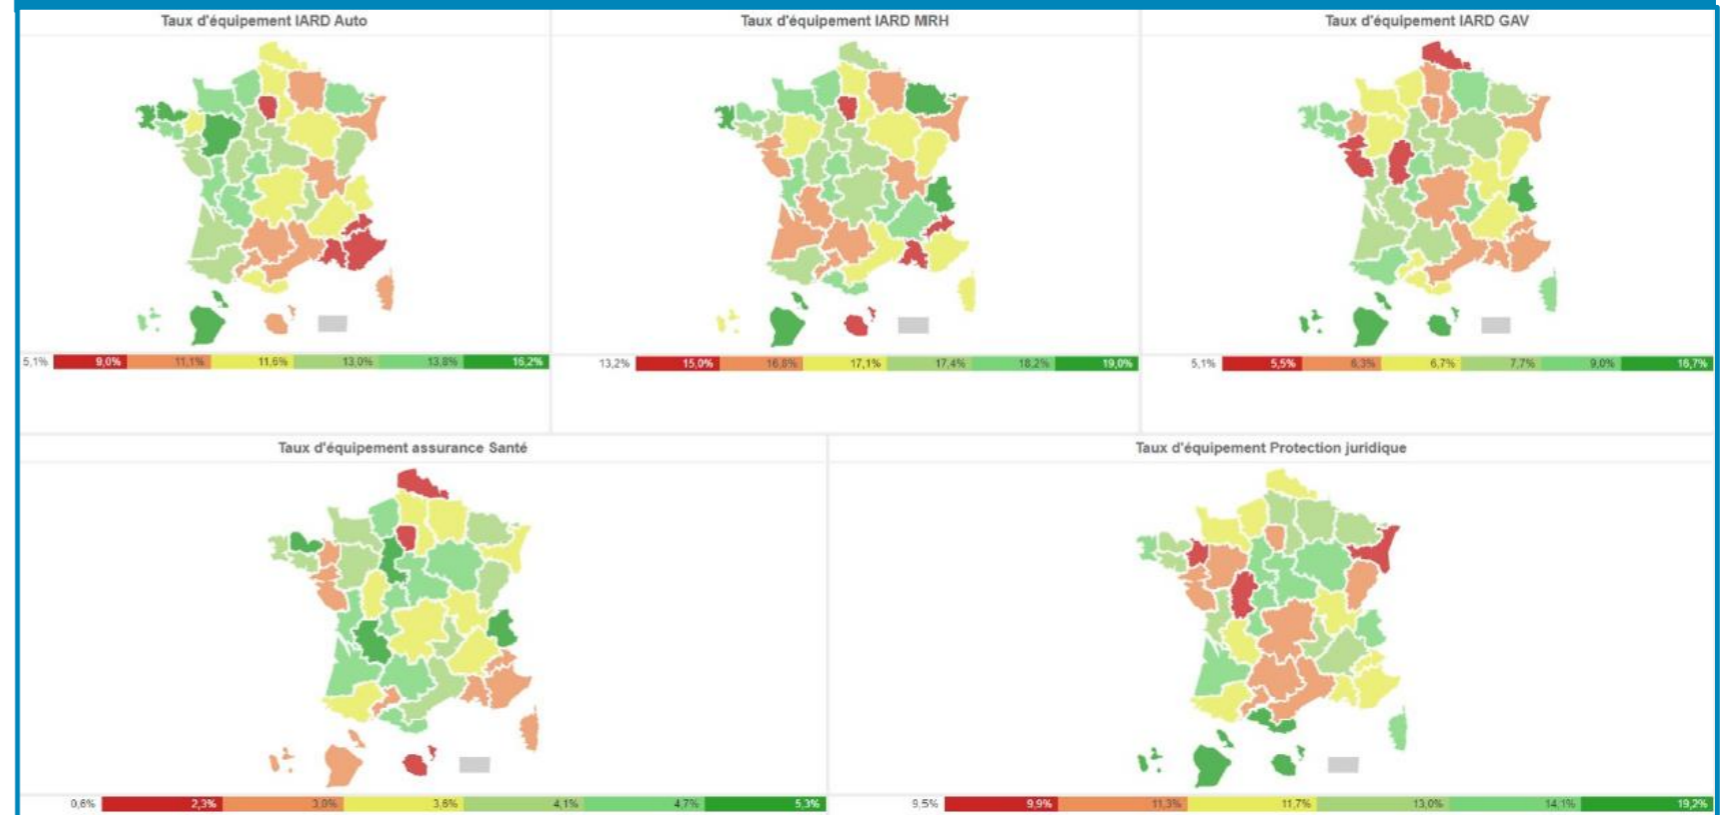 Taux d'équipement IARD Auto
Taux d'équipement IARD MRH
Taux d'équipement IARD GAV
5,1% 9,0% 11,1% 11,6% 13,0% 13,8% 16,2%
13,2% 15,0% 16,8% 17,1% 17,4% 18,2% 19,0%
5,1% 5,5% 6,3% 6,7% 7,7% 9,0% 16,7%
Taux d'équipement assurance Santé
Taux d'équipement Protection juridique
0,6% 2,3% 3,0% 3,6% 4,1% 4,7% 5,3%
9,5% 9,9% 11,3% 11,7% 13,0% 14,1% 19,2%